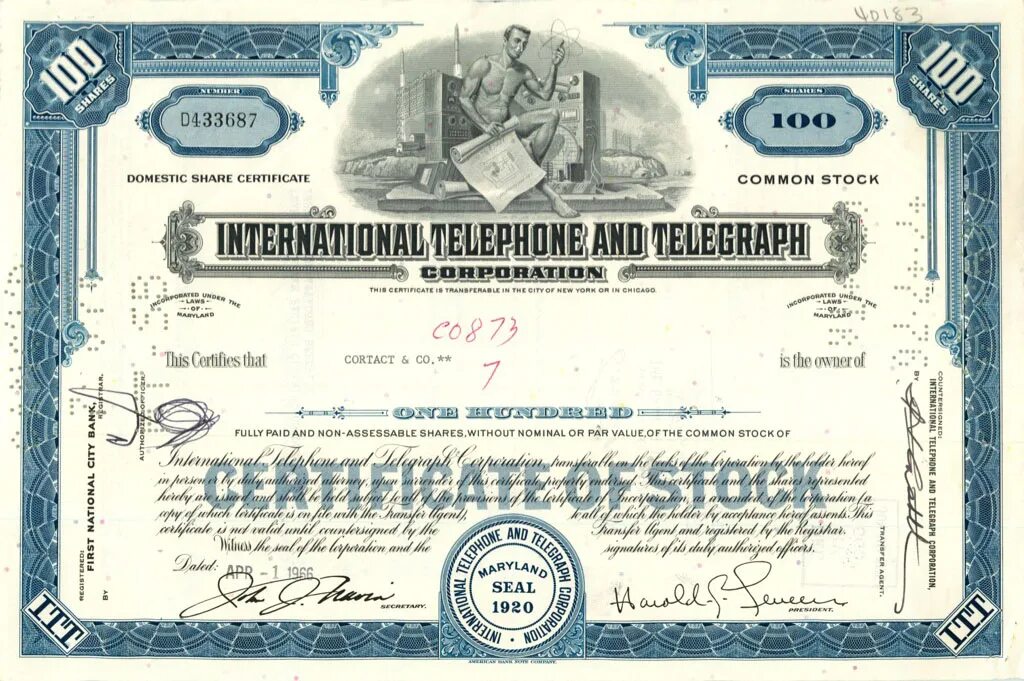 40183
100 SHARES
100 SHARES
NUMBER
D433687
SHARES
100
DOMESTIC SHARE CERTIFICATE
COMMON STOCK
INTERNATIONAL TELEPHONE AND TELEGRAPH
CORPORATION
THIS CERTIFICATE IS TRANSFERABLE IN THE CITY OF NEW YORK OR IN CHICAGO.
INCORPORATED UNDER THE
LAWS
OF
MARYLAND
INCORPORATED UNDER THE
LAWS
OF
MARYLAND
C0873
7
This Certifies that
CORTACT & CO.**
is the owner of
ONE HUNDRED
FULLY PAID AND NON-ASSESSABLE SHARES, WITHOUT NOMINAL OR PAR VALUE, OF THE COMMON STOCK OF
CERTIFICATE OF STOCK
International Telephone and Telegraph Corporation, transferable on the books of the Corporation by the holder hereof
in person or by duly authorized attorney, upon surrender of this certificate properly endorsed. This certificate and the shares represented
hereby are issued and shall be held subject to all of the provisions of the Certificate of Incorporation, as amended, of the Corporation (a
copy of which Certificate is on file with the Transfer Agent), to all of which the holder by acceptance hereof assents. This
certificate is not valid until countersigned by the Transfer Agent and registered by the Registrar.
Witness the seal of the Corporation and the signatures of its duly authorized officers.
Dated: APR - 1 1966
John J. Navin
SECRETARY.
Harold S. Geneen
PRESIDENT.
INTERNATIONAL TELEPHONE AND TELEGRAPH CORPORATION
MARYLAND
SEAL
1920
REGISTERED:
FIRST NATIONAL CITY BANK,
REGISTRAR.
BY
AUTHORIZED OFFICER.
COUNTERSIGNED:
INTERNATIONAL TELEPHONE AND TELEGRAPH CORPORATION,
BY
TRANSFER AGENT.
ITT
ITT
AMERICAN BANK NOTE COMPANY.